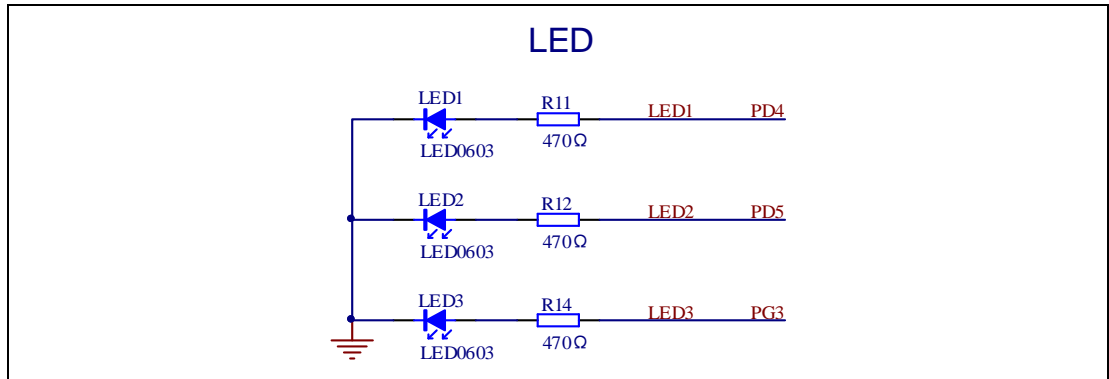 LED
LED1 R11 LED1 PD4
LED0603 470Ω
LED2 R12 LED2 PD5
LED0603 470Ω
LED3 R14 LED3 PG3
LED0603 470Ω